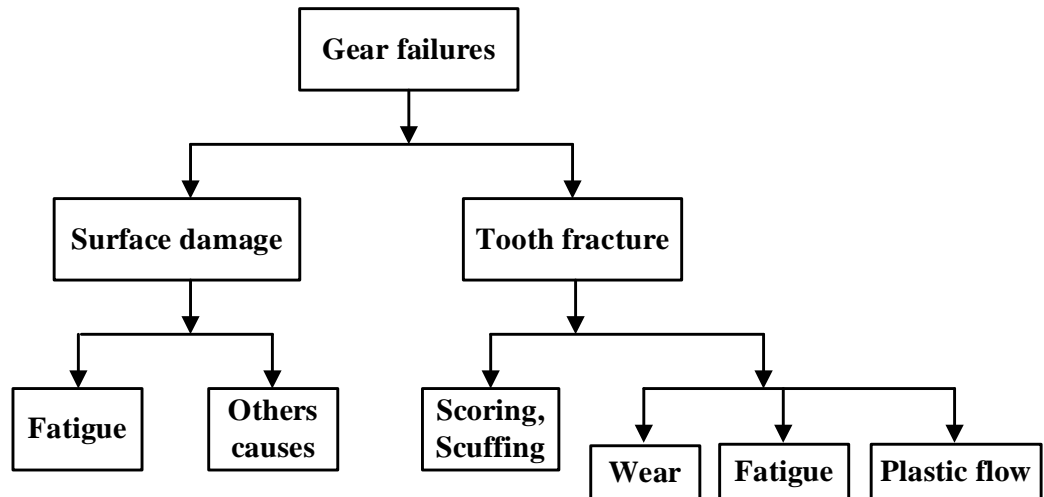 Gear failures
Surface damage
Tooth fracture
Fatigue
Others
causes
Scoring,
Scuffing
Wear
Fatigue
Plastic flow